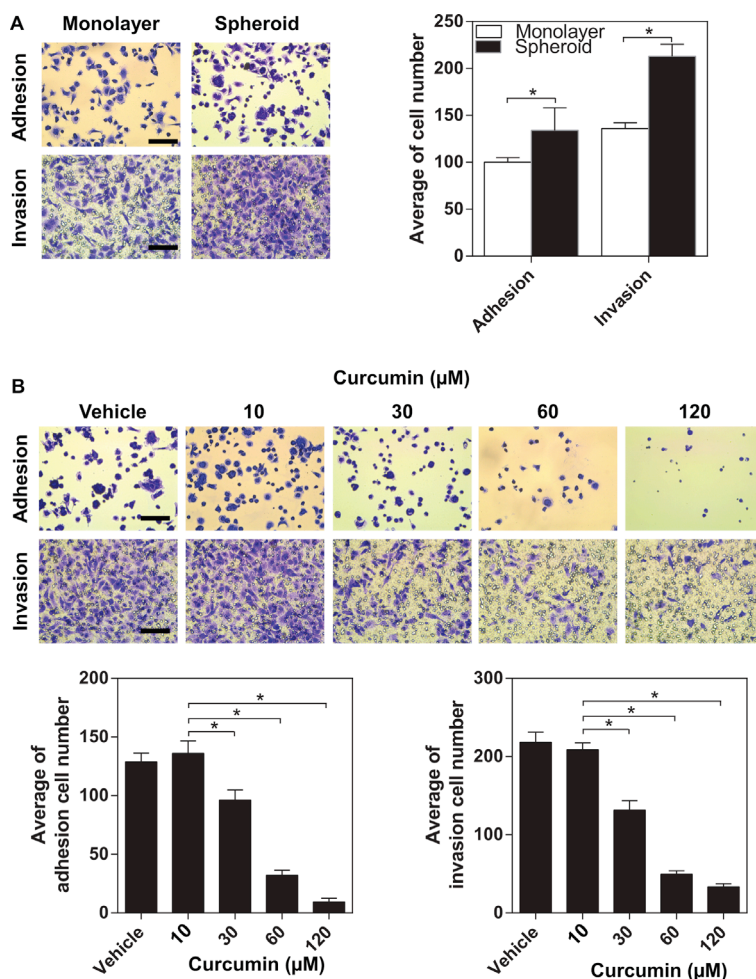 A
Monolayer Spheroid
Adhesion
Invasion
Average of cell number
250
200
150
100
50
0
Monolayer
Spheroid
*
*
Adhesion
Invasion
B
Curcumin (µM)
Vehicle 10 30 60 120
Adhesion
Invasion
Average of
adhesion cell number
200
150
100
50
0
*
*
*
Vehicle 10 30 60 120
Curcumin (µM)
Average of
invasion cell number
300
200
100
0
*
*
*
Vehicle 10 30 60 120
Curcumin (µM)